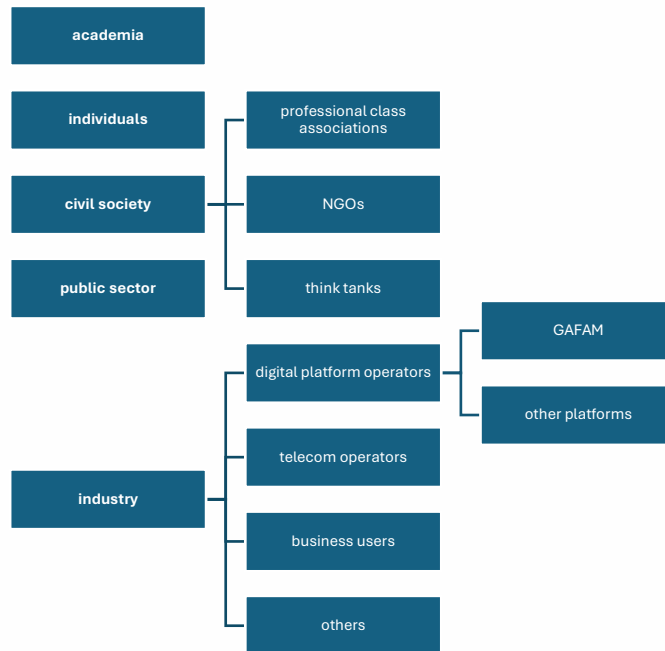 academia
individuals
professional class
associations
civil society
NGOs
public sector
think tanks
GAFAM
digital platform operators
other platforms
telecom operators
industry
business users
others